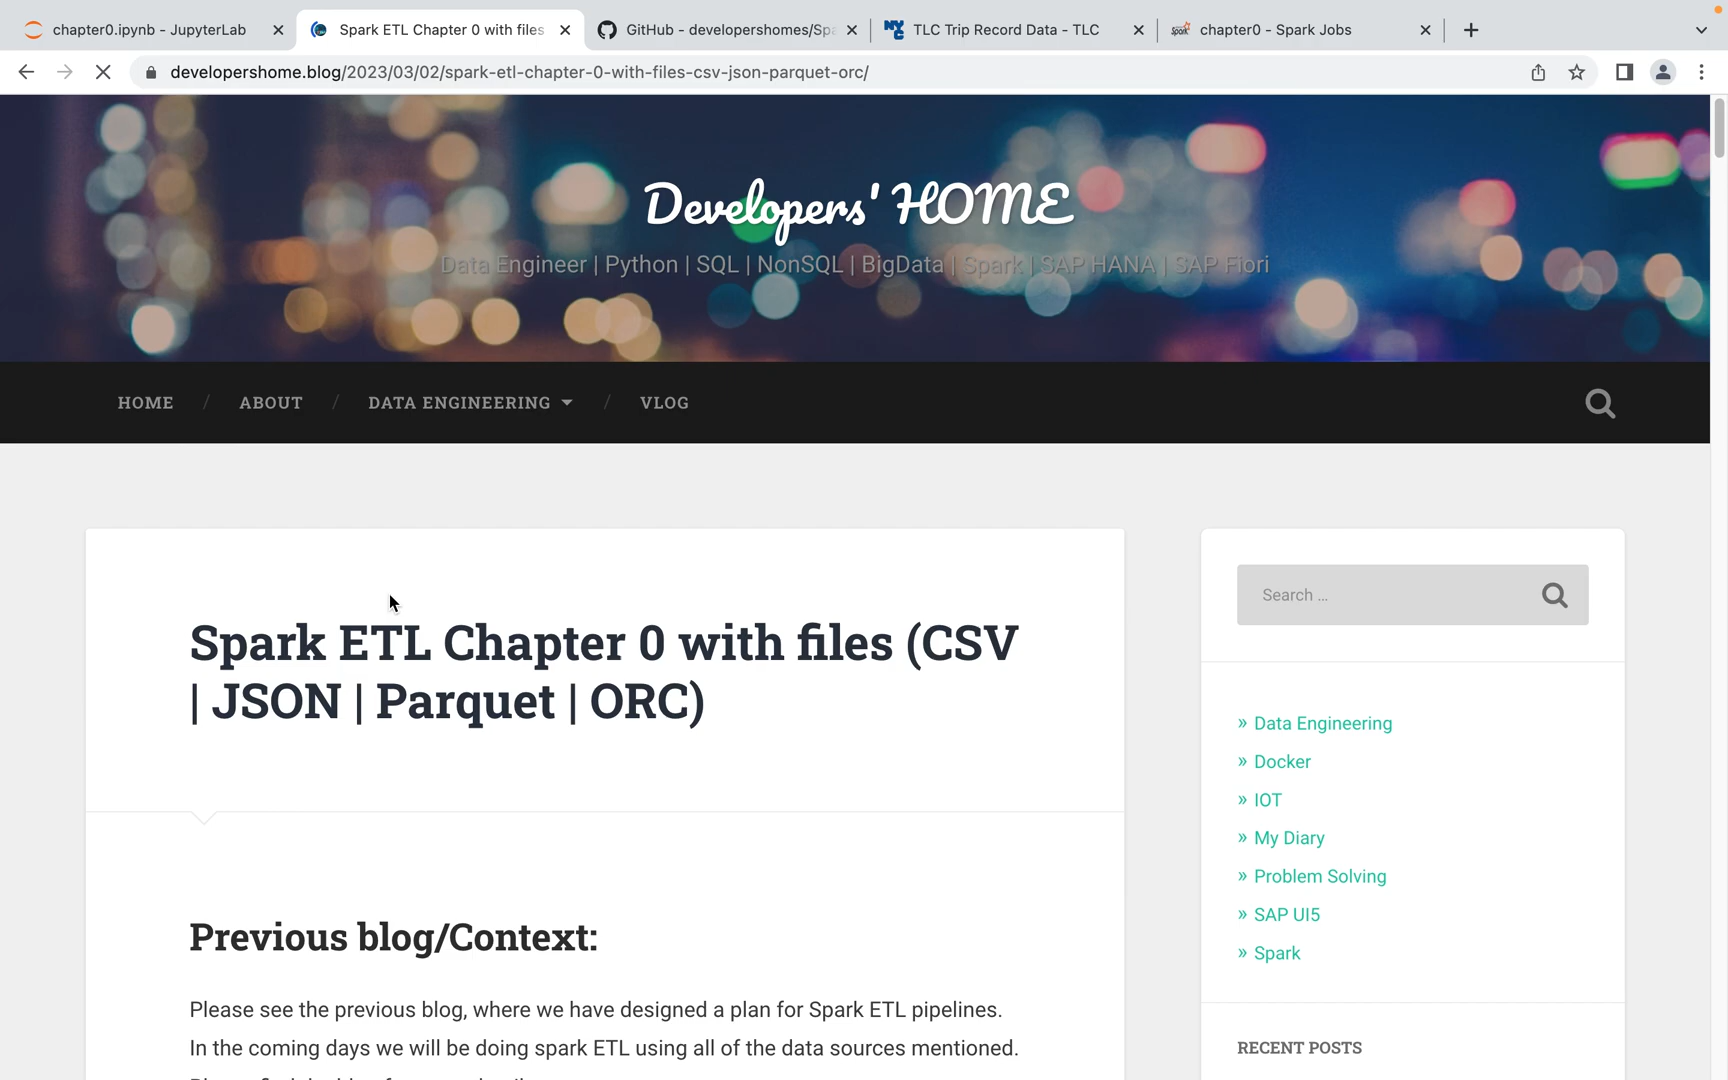 chapter0.ipynb - JupyterLab
Spark ETL Chapter 0 with files
GitHub - developershomes/Spa
TLC Trip Record Data - TLC
chapter0 - Spark Jobs
developershome.blog/2023/03/02/spark-etl-chapter-0-with-files-csv-json-parquet-orc/
Developers' HOME
Data Engineer | Python | SQL | NonSQL | BigData | Spark | SAP HANA | SAP Fiori
HOME / ABOUT / DATA ENGINEERING / VLOG
Spark ETL Chapter 0 with files (CSV
| JSON | Parquet | ORC)
Previous blog/Context:
Please see the previous blog, where we have designed a plan for Spark ETL pipelines.
In the coming days we will be doing spark ETL using all of the data sources mentioned.
Search …
» Data Engineering
» Docker
» IOT
» My Diary
» Problem Solving
» SAP UI5
» Spark
RECENT POSTS